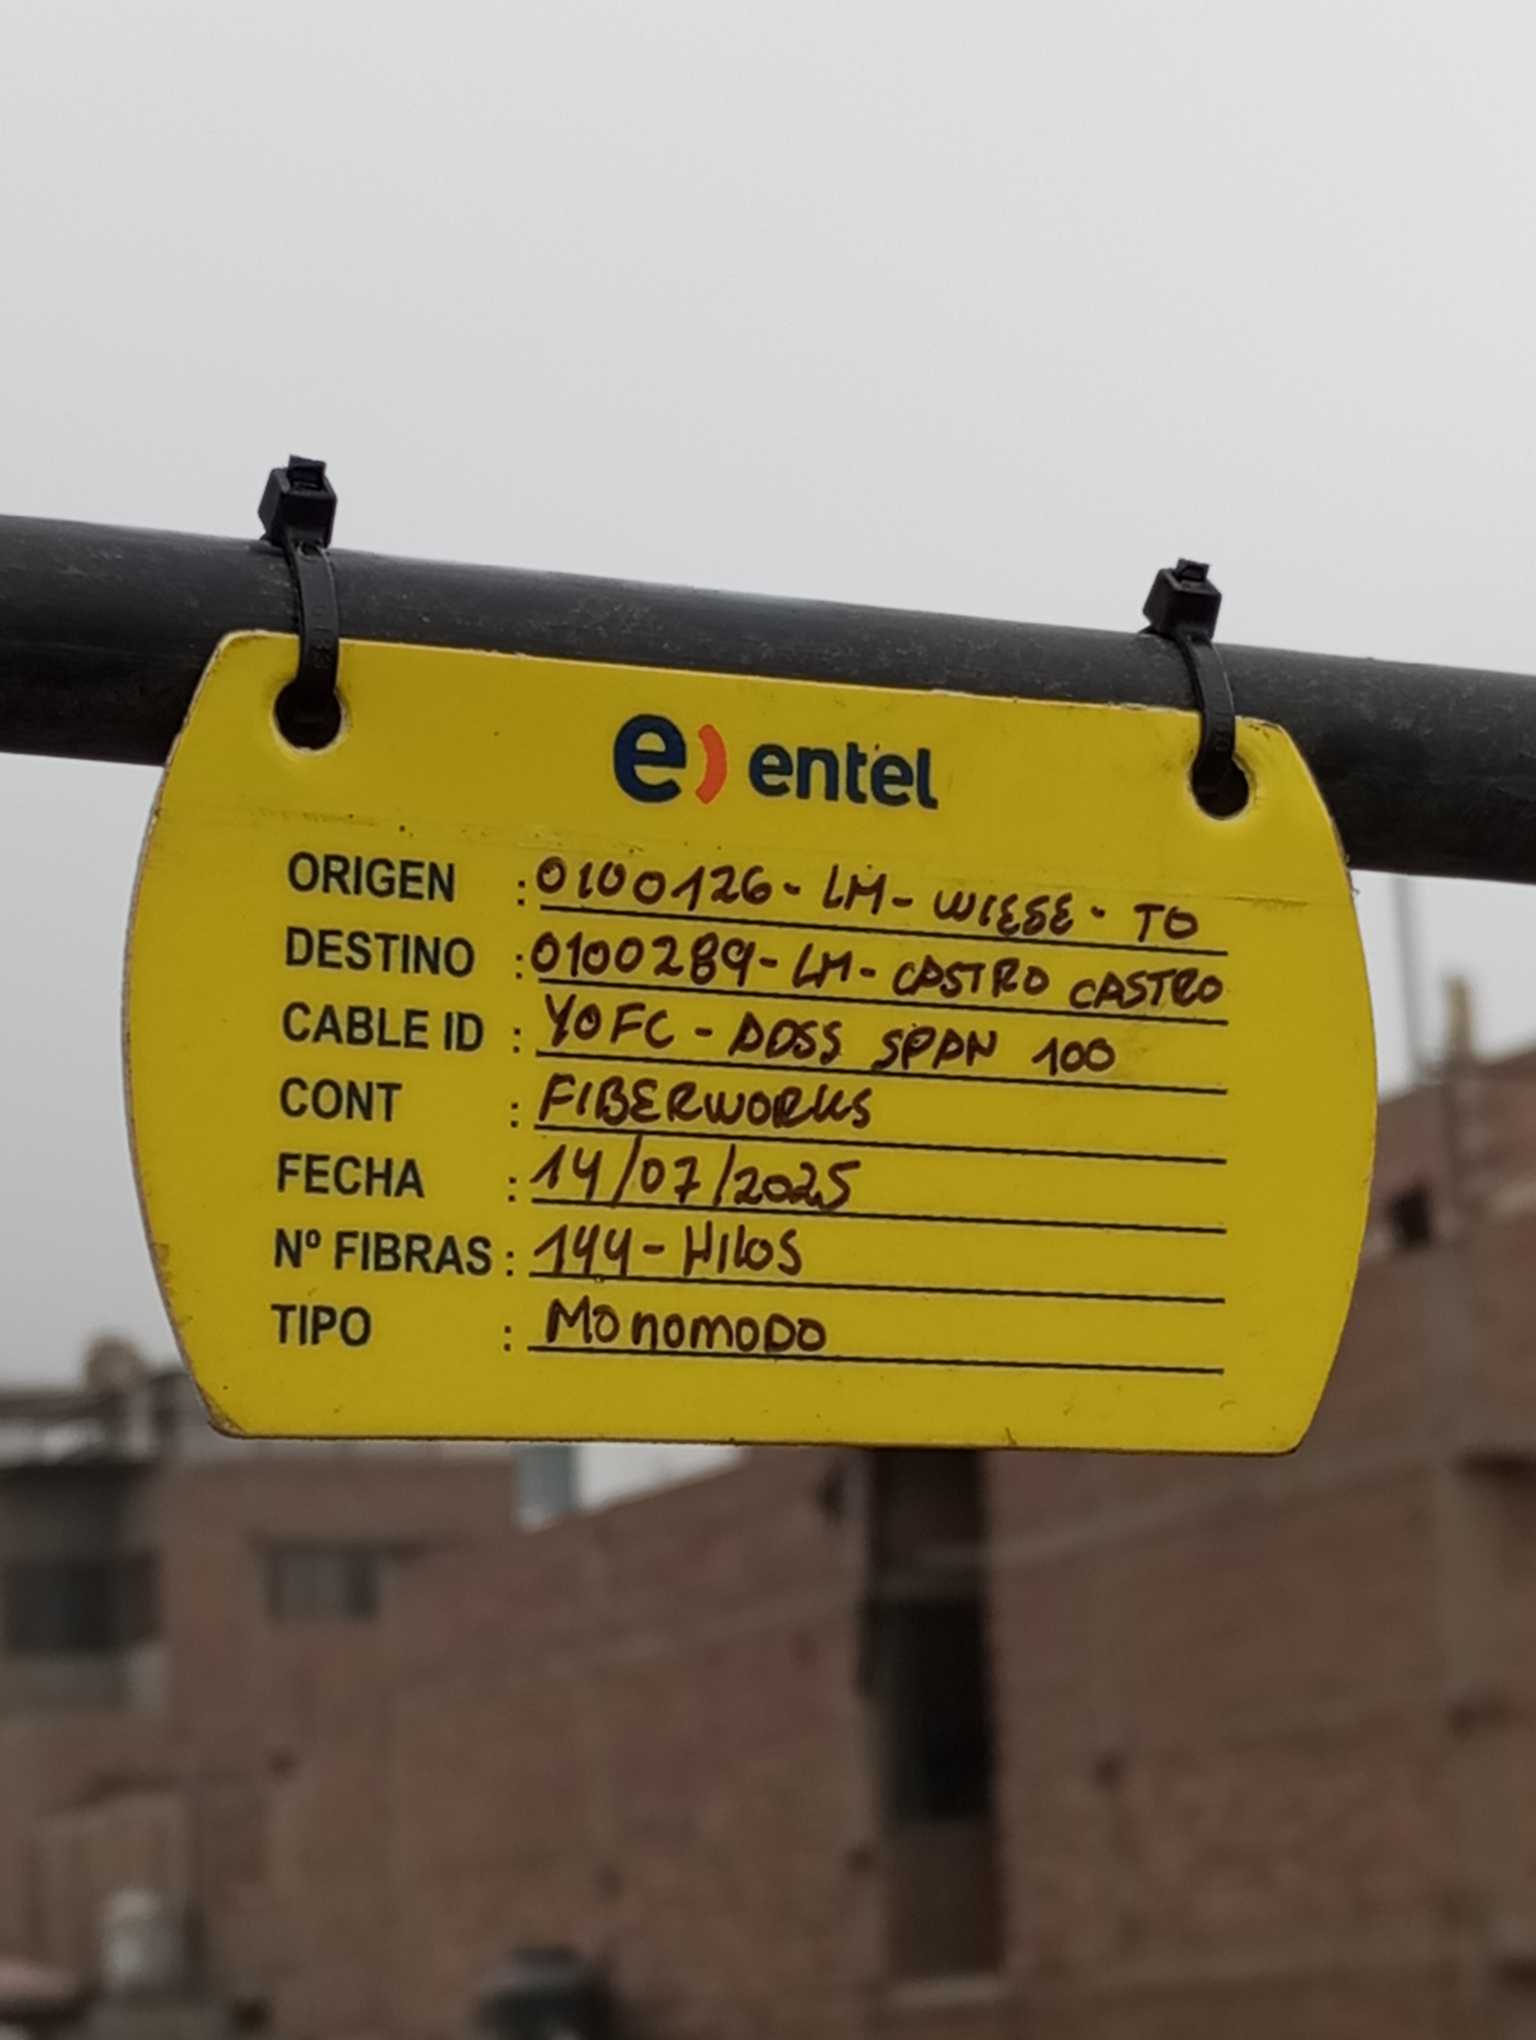 e) entel
ORIGEN : 0100126 - LM - WIESE - TO
DESTINO : 0100289 - LM - CASTRO CASTRO
CABLE ID : YOFC - ADSS SPAN 100
CONT : FIBERWORKS
FECHA : 14/07/2025
Nº FIBRAS : 144 - HILOS
TIPO : MONOMODO